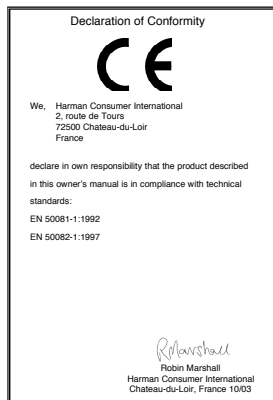 Declaration of Conformity
CE
We, Harman Consumer International
2, route de Tours
72500 Chateau-du-Loir
France
declare in own responsibility that the product described
in this owner's manual is in compliance with technical
standards:
EN 50081-1:1992
EN 50082-1:1997
RMarshall
Robin Marshall
Harman Consumer International
Chateau-du-Loir, France 10/03